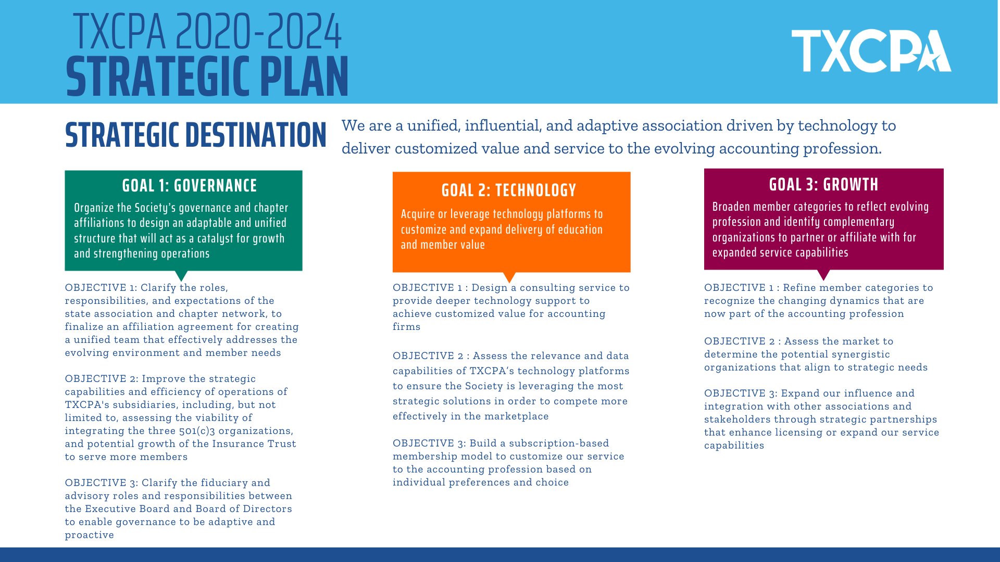 TXCPA 2020-2024
STRATEGIC PLAN
TXCPA
STRATEGIC DESTINATION
We are a unified, influential, and adaptive association driven by technology to
deliver customized value and service to the evolving accounting profession.
GOAL 1: GOVERNANCE
Organize the Society's governance and chapter
affiliations to design an adaptable and unified
structure that will act as a catalyst for growth
and strengthening operations
OBJECTIVE 1: Clarify the roles,
responsibilities, and expectations of the
state association and chapter network, to
finalize an affiliation agreement for creating
a unified team that effectively addresses the
evolving environment and member needs
OBJECTIVE 2: Improve the strategic
capabilities and efficiency of operations of
TXCPA's subsidiaries, including, but not
limited to, assessing the viability of
integrating the three 501(c)3 organizations,
and potential growth of the Insurance Trust
to serve more members
OBJECTIVE 3: Clarify the fiduciary and
advisory roles and responsibilities between
the Executive Board and Board of Directors
to enable governance to be adaptive and
proactive
GOAL 2: TECHNOLOGY
Acquire or leverage technology platforms to
customize and expand delivery of education
and member value
OBJECTIVE 1 : Design a consulting service to
provide deeper technology support to
achieve customized value for accounting
firms
OBJECTIVE 2 : Assess the relevance and data
capabilities of TXCPA's technology platforms
to ensure the Society is leveraging the most
strategic solutions in order to compete more
effectively in the marketplace
OBJECTIVE 3: Build a subscription-based
membership model to customize our service
to the accounting profession based on
individual preferences and choice
GOAL 3: GROWTH
Broaden member categories to reflect evolving
profession and identify complementary
organizations to partner or affiliate with for
expanded service capabilities
OBJECTIVE 1 : Refine member categories to
recognize the changing dynamics that are
now part of the accounting profession
OBJECTIVE 2 : Assess the market to
determine the potential synergistic
organizations that align to strategic needs
OBJECTIVE 3: Expand our influence and
integration with other associations and
stakeholders through strategic partnerships
that enhance licensing or expand our service
capabilities